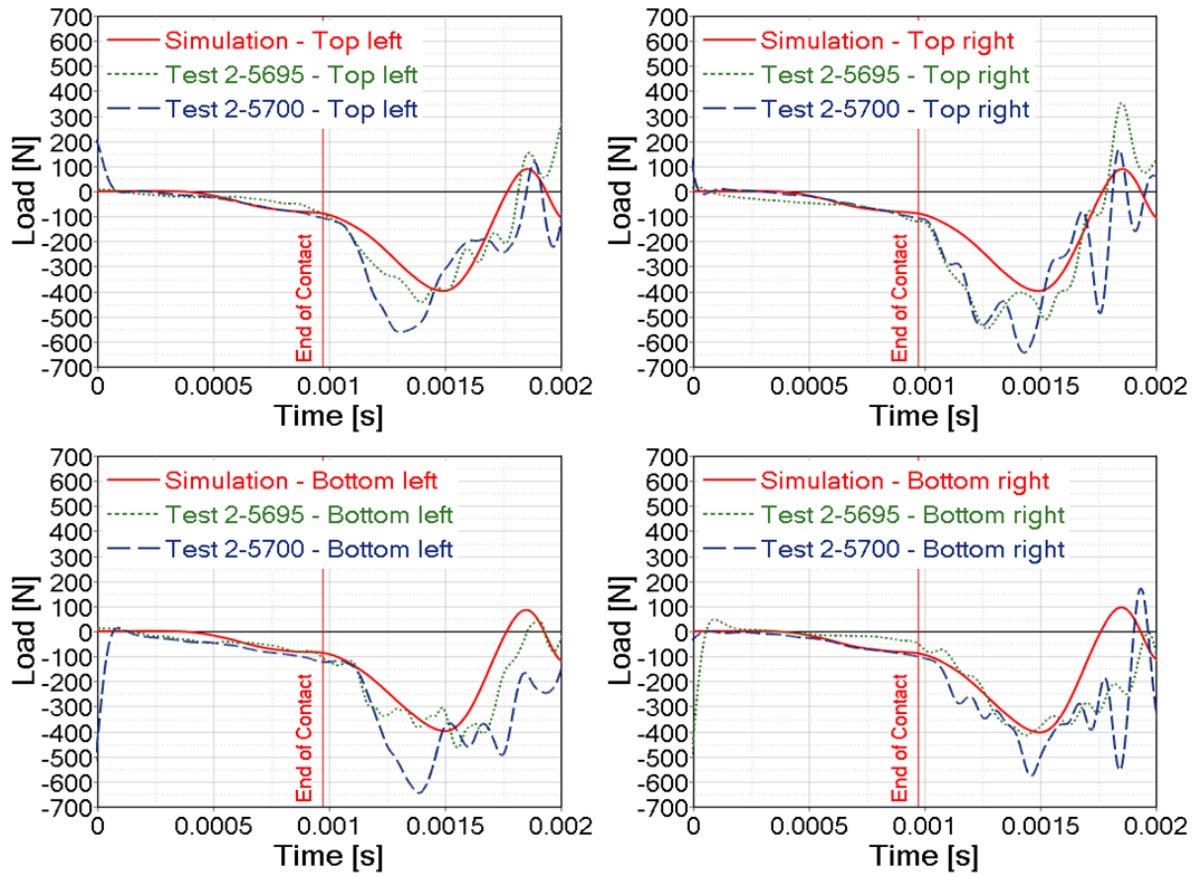 700
600
500
400
300
200
100
0
-100
-200
-300
-400
-500
-600
-700
Load [N]
Simulation - Top left
Test 2-5695 - Top left
Test 2-5700 - Top left
End of Contact
0 0.0005 0.001 0.0015 0.002
Time [s]
700
600
500
400
300
200
100
0
-100
-200
-300
-400
-500
-600
-700
Load [N]
Simulation - Top right
Test 2-5695 - Top right
Test 2-5700 - Top right
End of Contact
0 0.0005 0.001 0.0015 0.002
Time [s]
700
600
500
400
300
200
100
0
-100
-200
-300
-400
-500
-600
-700
Load [N]
Simulation - Bottom left
Test 2-5695 - Bottom left
Test 2-5700 - Bottom left
End of Contact
0 0.0005 0.001 0.0015 0.002
Time [s]
700
600
500
400
300
200
100
0
-100
-200
-300
-400
-500
-600
-700
Load [N]
Simulation - Bottom right
Test 2-5695 - Bottom right
Test 2-5700 - Bottom right
End of Contact
0 0.0005 0.001 0.0015 0.002
Time [s]